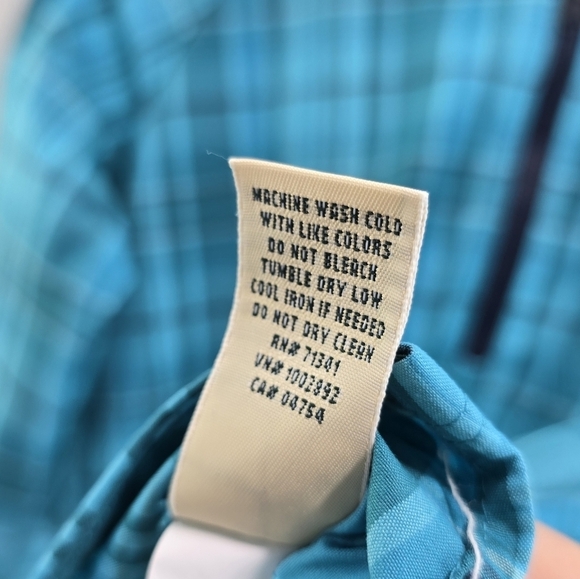 MACHINE WASH COLD
WITH LIKE COLORS
DO NOT BLEACH
TUMBLE DRY LOW
COOL IRON IF NEEDED
DO NOT DRY CLEAN
RN# 71341
VN# 1002892
CA# 04754